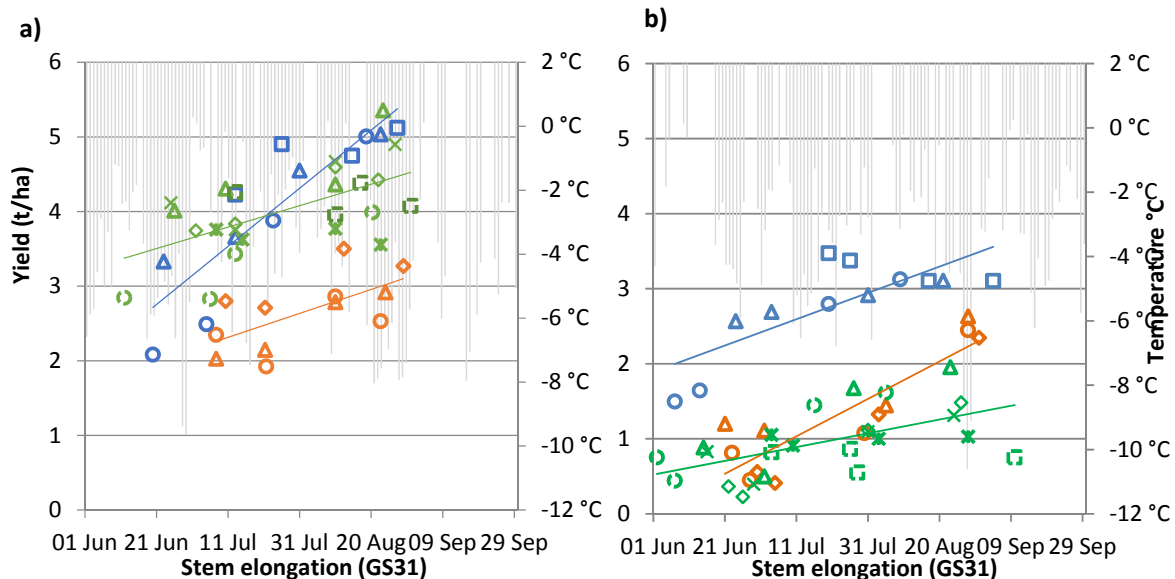 a)
6
5
4
3
2
1
0
Yield (t/ha)
2 °C
0 °C
-2 °C
-4 °C
-6 °C
-8 °C
-10 °C
-12 °C
01 Jun 21 Jun 11 Jul 31 Jul 20 Aug 09 Sep 29 Sep
Stem elongation (GS31)
b)
6
5
4
3
2
1
0
2 °C
0 °C
-2 °C
-4 °C
-6 °C
-8 °C
-10 °C
-12 °C
Temperature °C
01 Jun 21 Jun 11 Jul 31 Jul 20 Aug 09 Sep 29 Sep
Stem elongation (GS31)